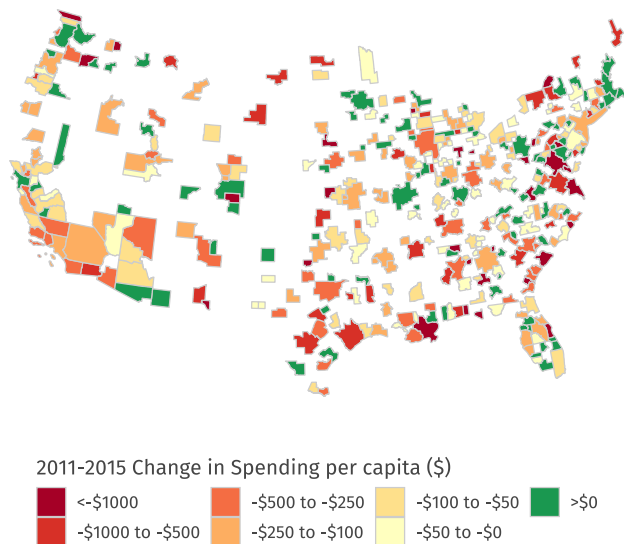 2011-2015 Change in Spending per capita ($)
<-$1000 -$500 to -$250 -$100 to -$50 >$0
-$1000 to -$500 -$250 to -$100 -$50 to -$0